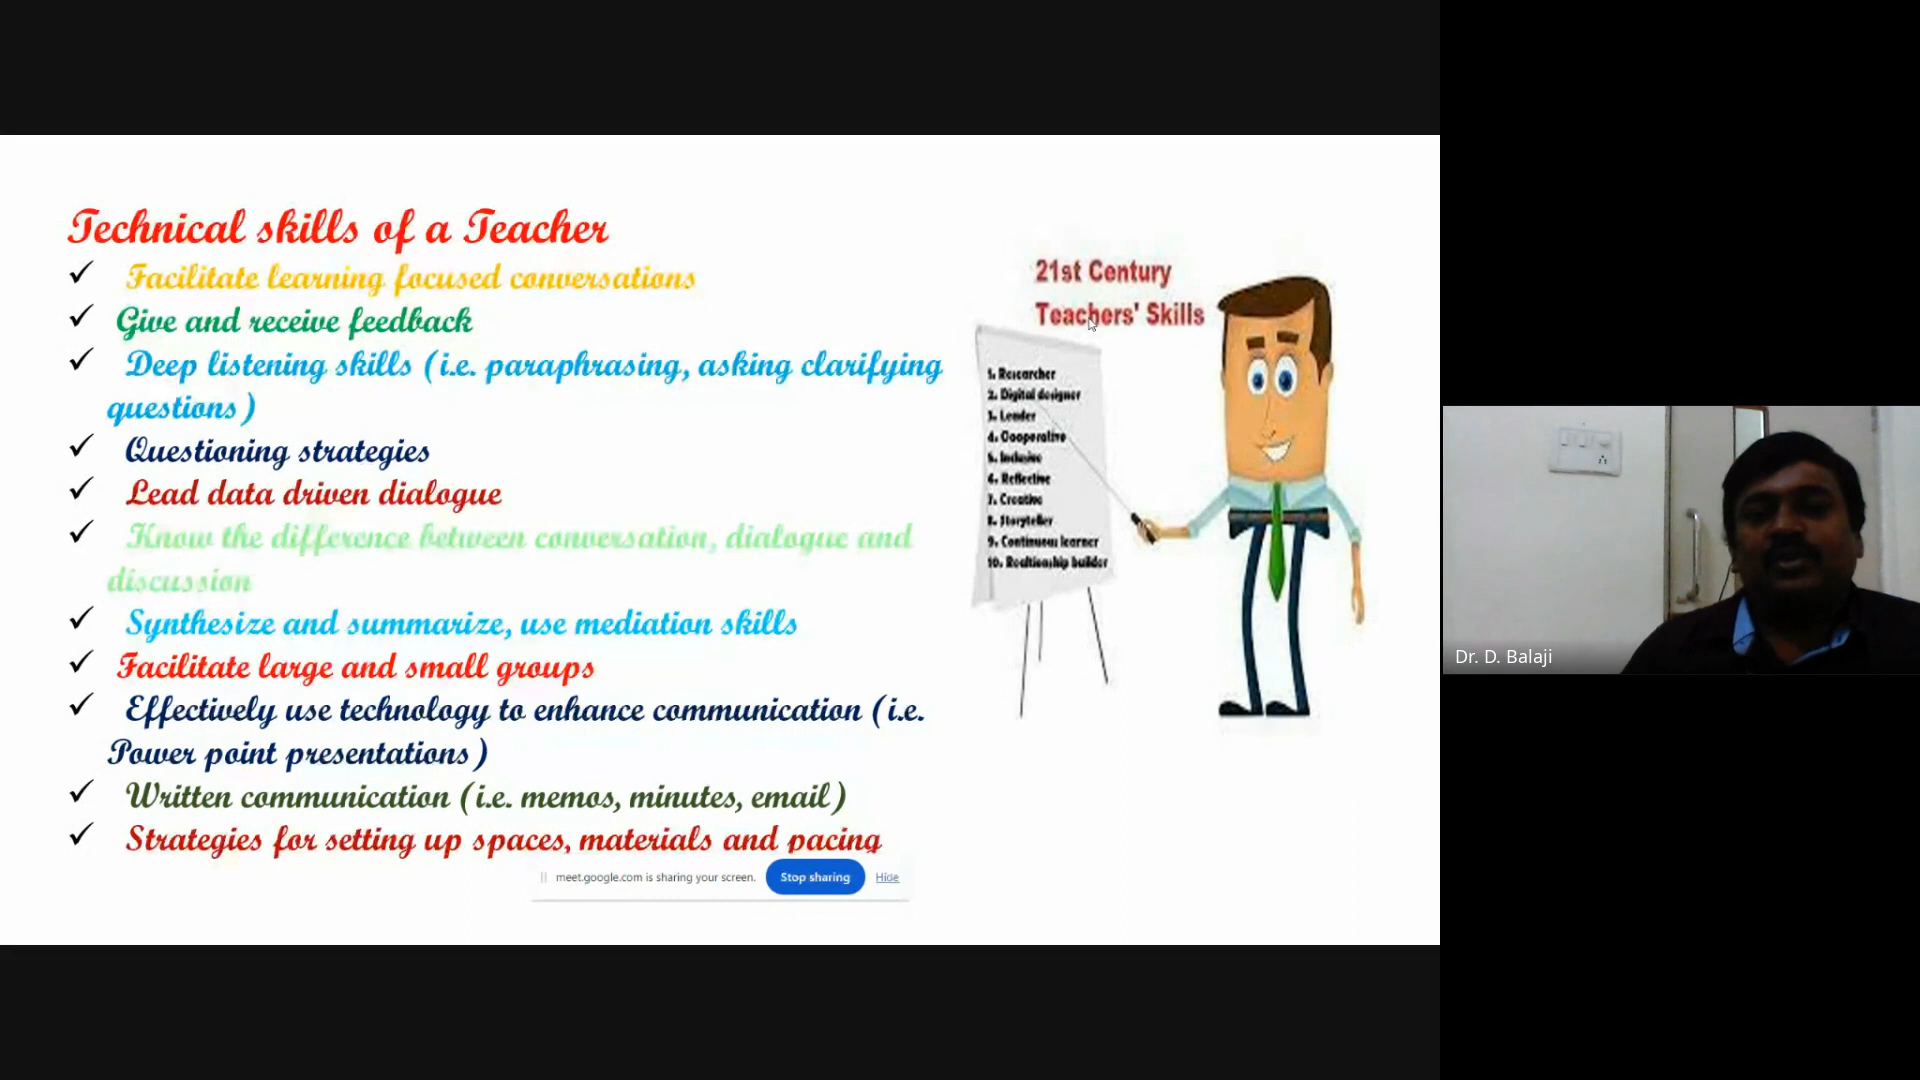 Technical skills of a Teacher
✓ Facilitate learning focused conversations
✓ Give and receive feedback
✓ Deep listening skills (i.e. paraphrasing, asking clarifying
questions)
✓ Questioning strategies
✓ Lead data driven dialogue
✓ Know the difference between conversation, dialogue and
discussion
✓ Synthesize and summarize, use mediation skills
✓ Facilitate large and small groups
✓ Effectively use technology to enhance communication (i.e.
Power point presentations)
✓ Written communication (i.e. memos, minutes, email)
✓ Strategies for setting up spaces, materials and pacing
21st Century
Teachers' Skills
1. Researcher
2. Digital designer
3. Leader
4. Cooperative
5. Inclusive
6. Reflective
7. Creative
8. Storyteller
9. Continuous learner
10. Realtionship builder
meet.google.com is sharing your screen. Stop sharing Hide
Dr. D. Balaji